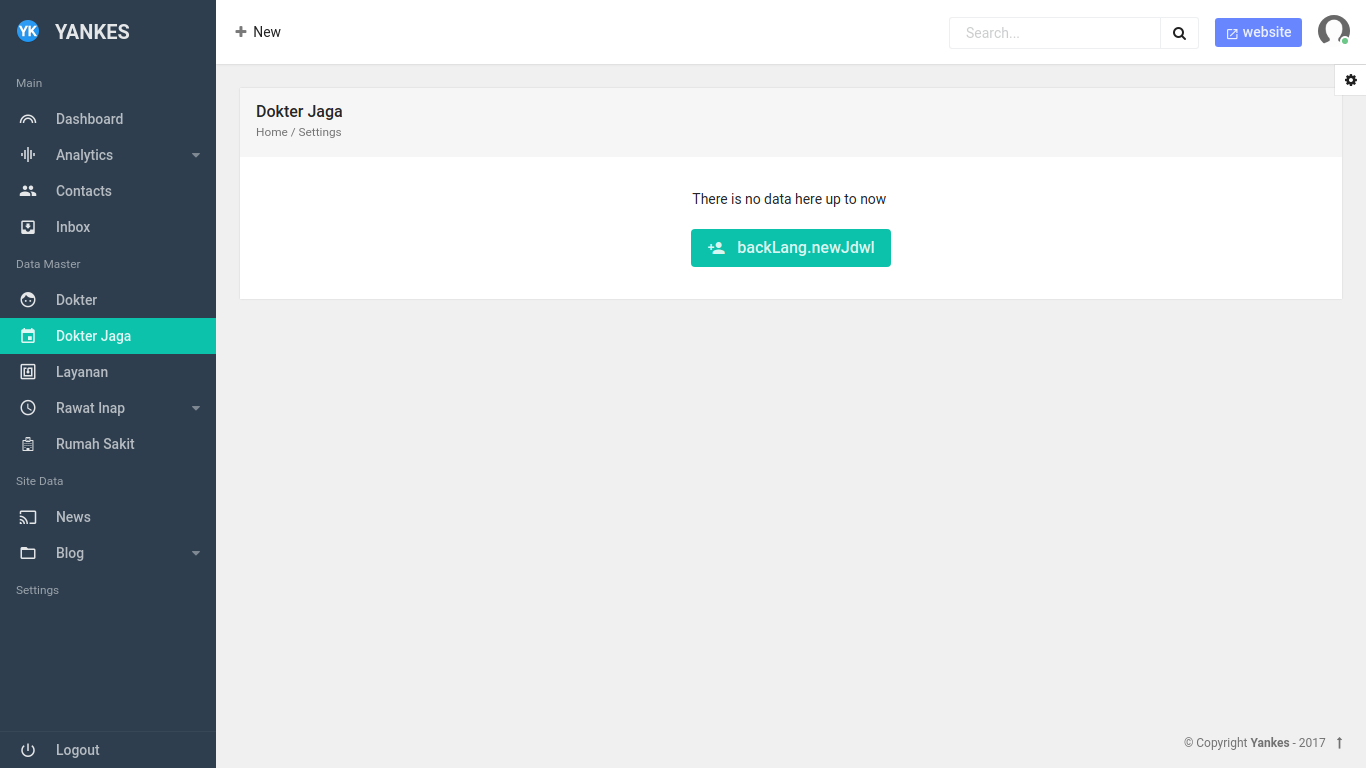 YK YANKES
Main
Dashboard
Analytics
Contacts
Inbox
Data Master
Dokter
Dokter Jaga
Layanan
Rawat Inap
Rumah Sakit
Site Data
News
Blog
Settings
Logout
New
Search...
website
Dokter Jaga
Home / Settings
There is no data here up to now
backLang.newJdwl
© Copyright Yankes - 2017